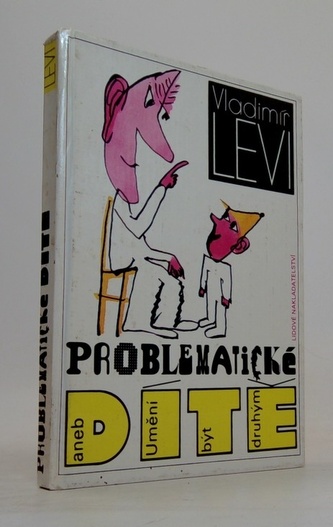 LEVI
PROBLEMATICKÉ DÍTĚ
Vladimír
LEVI
LIDOVÉ NAKLADATELSTVÍ
PROBLEMATICKÉ
DÍTĚ
aneb
Umění
být
druhým